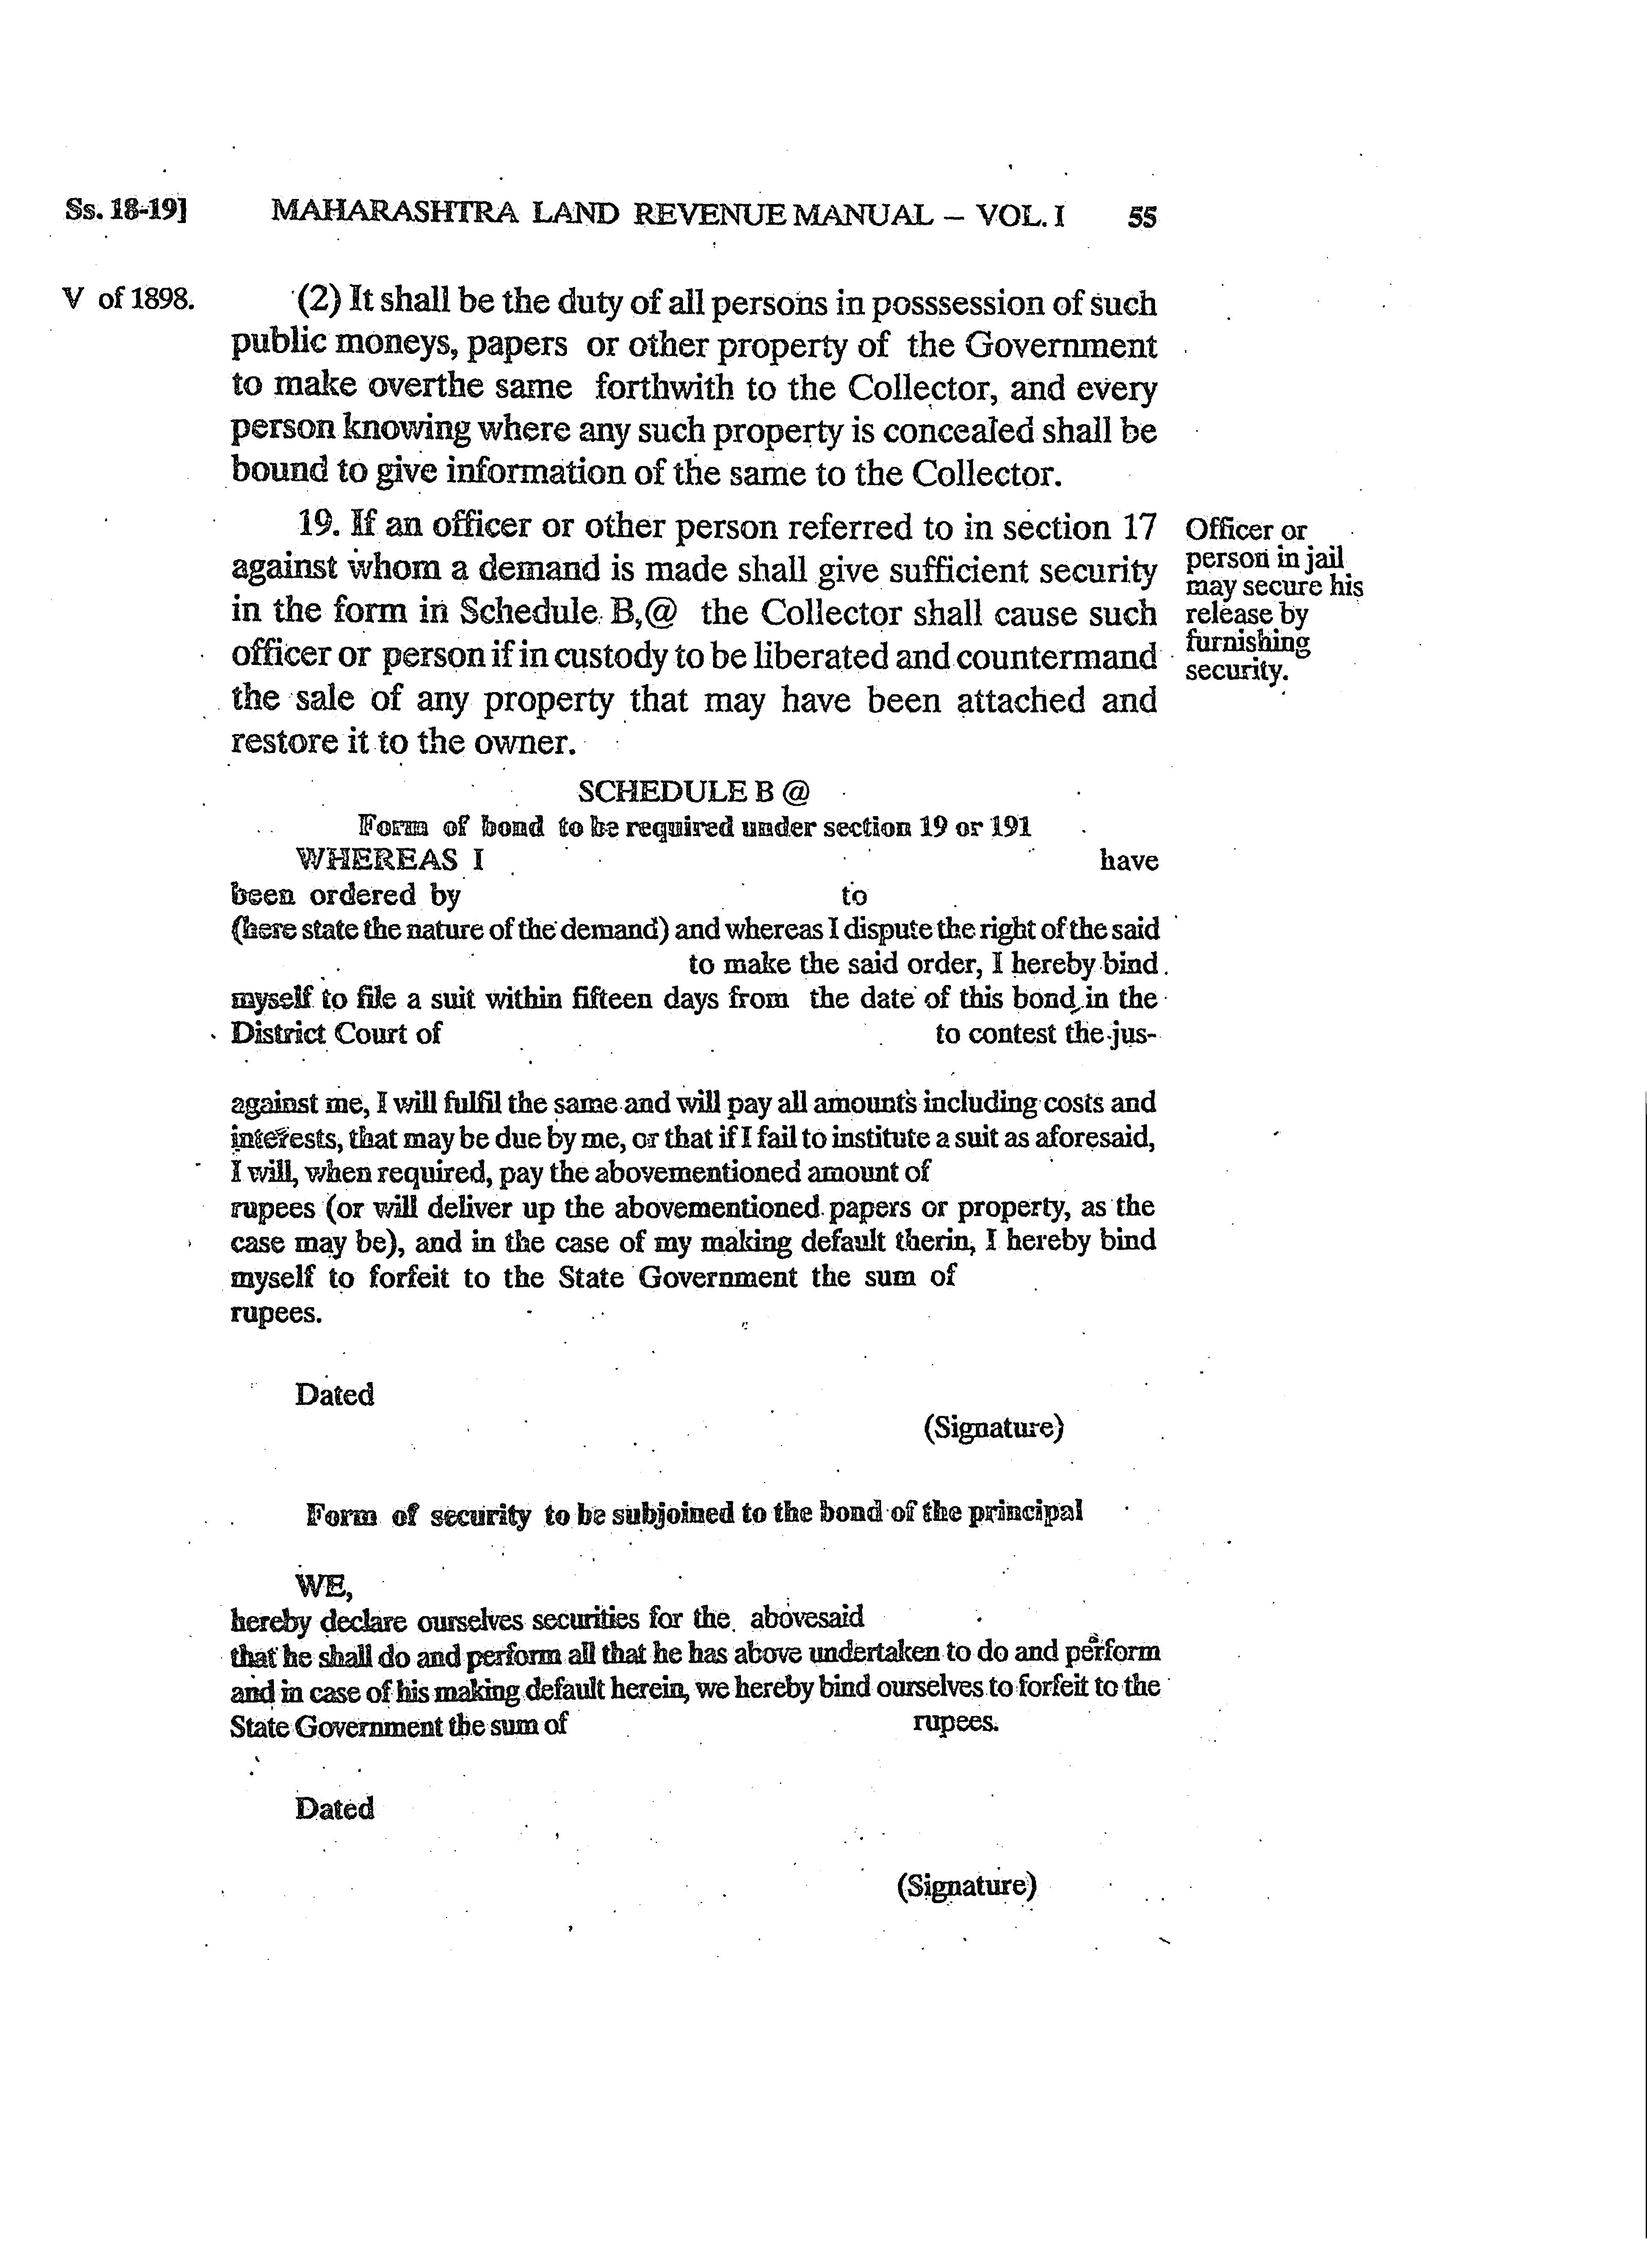 Ss. 18-19] MAHARASHTRA LAND REVENUE MANUAL – VOL. I 55
V of 1898. (2) It shall be the duty of all persons in posssession of such
public moneys, papers or other property of the Government
to make overthe same forthwith to the Collector, and every
person knowing where any such property is concealed shall be
bound to give information of the same to the Collector.
19. If an officer or other person referred to in section 17
against whom a demand is made shall give sufficient security
in the form in Schedule B,@ the Collector shall cause such
officer or person if in custody to be liberated and countermand
the sale of any property that may have been attached and
restore it to the owner.
Officer or
person in jail
may secure his
release by
furnishing
security.
SCHEDULE B @
Form of bond to be required under section 19 or 191
WHEREAS I have
been ordered by to
(here state the nature of the demand) and whereas I dispute the right of the said
to make the said order, I hereby bind
myself to file a suit within fifteen days from the date of this bond in the
District Court of to contest the jus-
against me, I will fulfil the same and will pay all amounts including costs and
interests, that may be due by me, or that if I fail to institute a suit as aforesaid,
I will, when required, pay the abovementioned amount of
rupees (or will deliver up the abovementioned papers or property, as the
case may be), and in the case of my making default therin, I hereby bind
myself to forfeit to the State Government the sum of
rupees.
Dated
(Signature)
Form of security to be subjoined to the bond of the principal
WE,
hereby declare ourselves securities for the abovesaid
that he shall do and perform all that he has above undertaken to do and perform
and in case of his making default herein, we hereby bind ourselves to forfeit to the
State Government the sum of rupees.
Dated
(Signature)